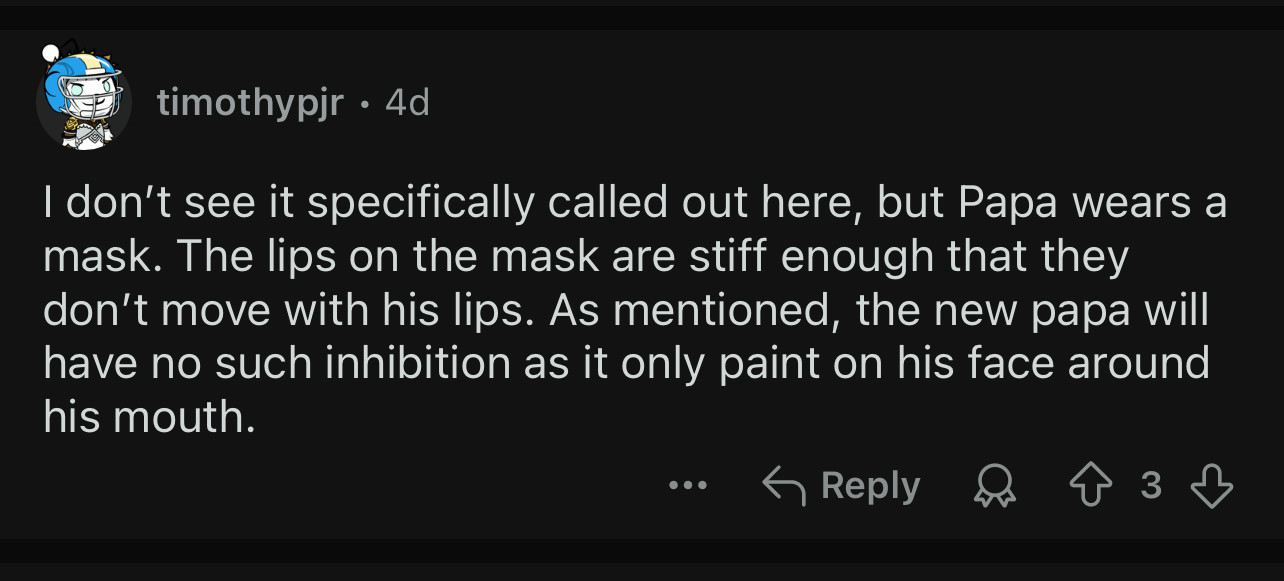 timothypjr • 4d
I don’t see it specifically called out here, but Papa wears a
mask. The lips on the mask are stiff enough that they
don’t move with his lips. As mentioned, the new papa will
have no such inhibition as it only paint on his face around
his mouth.
Reply 3